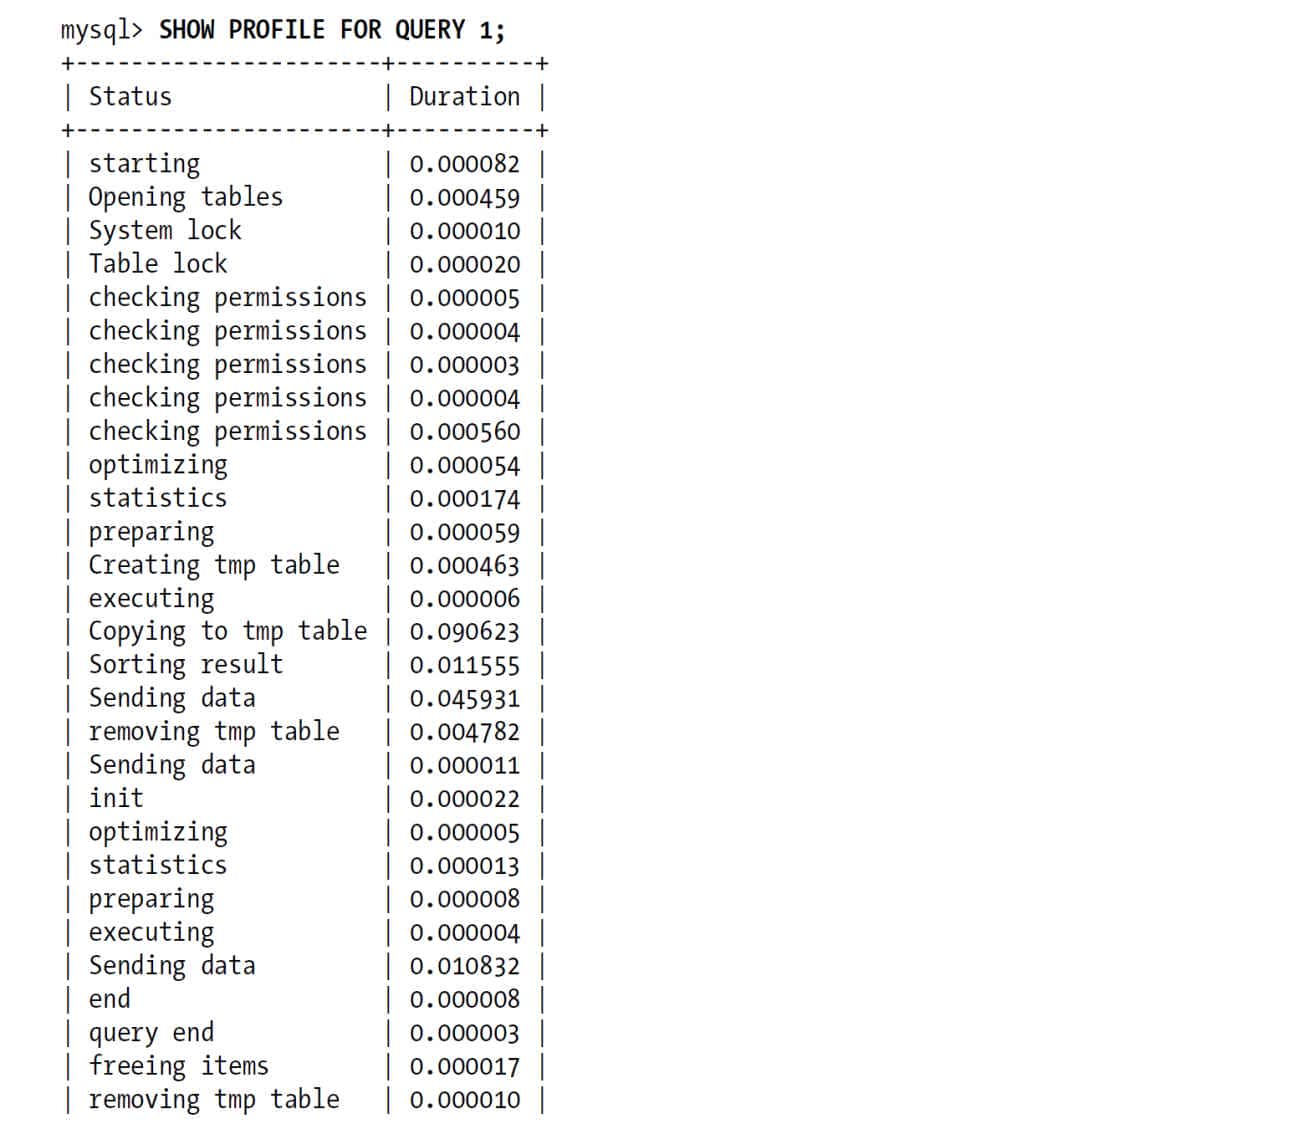 mysql> SHOW PROFILE FOR QUERY 1;
+----------------------+----------+
| Status               | Duration |
+----------------------+----------+
| starting             | 0.000082 |
| Opening tables       | 0.000459 |
| System lock          | 0.000010 |
| Table lock           | 0.000020 |
| checking permissions | 0.000005 |
| checking permissions | 0.000004 |
| checking permissions | 0.000003 |
| checking permissions | 0.000004 |
| checking permissions | 0.000560 |
| optimizing           | 0.000054 |
| statistics           | 0.000174 |
| preparing            | 0.000059 |
| Creating tmp table   | 0.000463 |
| executing            | 0.000006 |
| Copying to tmp table | 0.090623 |
| Sorting result       | 0.011555 |
| Sending data         | 0.045931 |
| removing tmp table   | 0.004782 |
| Sending data         | 0.000011 |
| init                 | 0.000022 |
| optimizing           | 0.000005 |
| statistics           | 0.000013 |
| preparing            | 0.000008 |
| executing            | 0.000004 |
| Sending data         | 0.010832 |
| end                  | 0.000008 |
| query end            | 0.000003 |
| freeing items        | 0.000017 |
| removing tmp table   | 0.000010 |